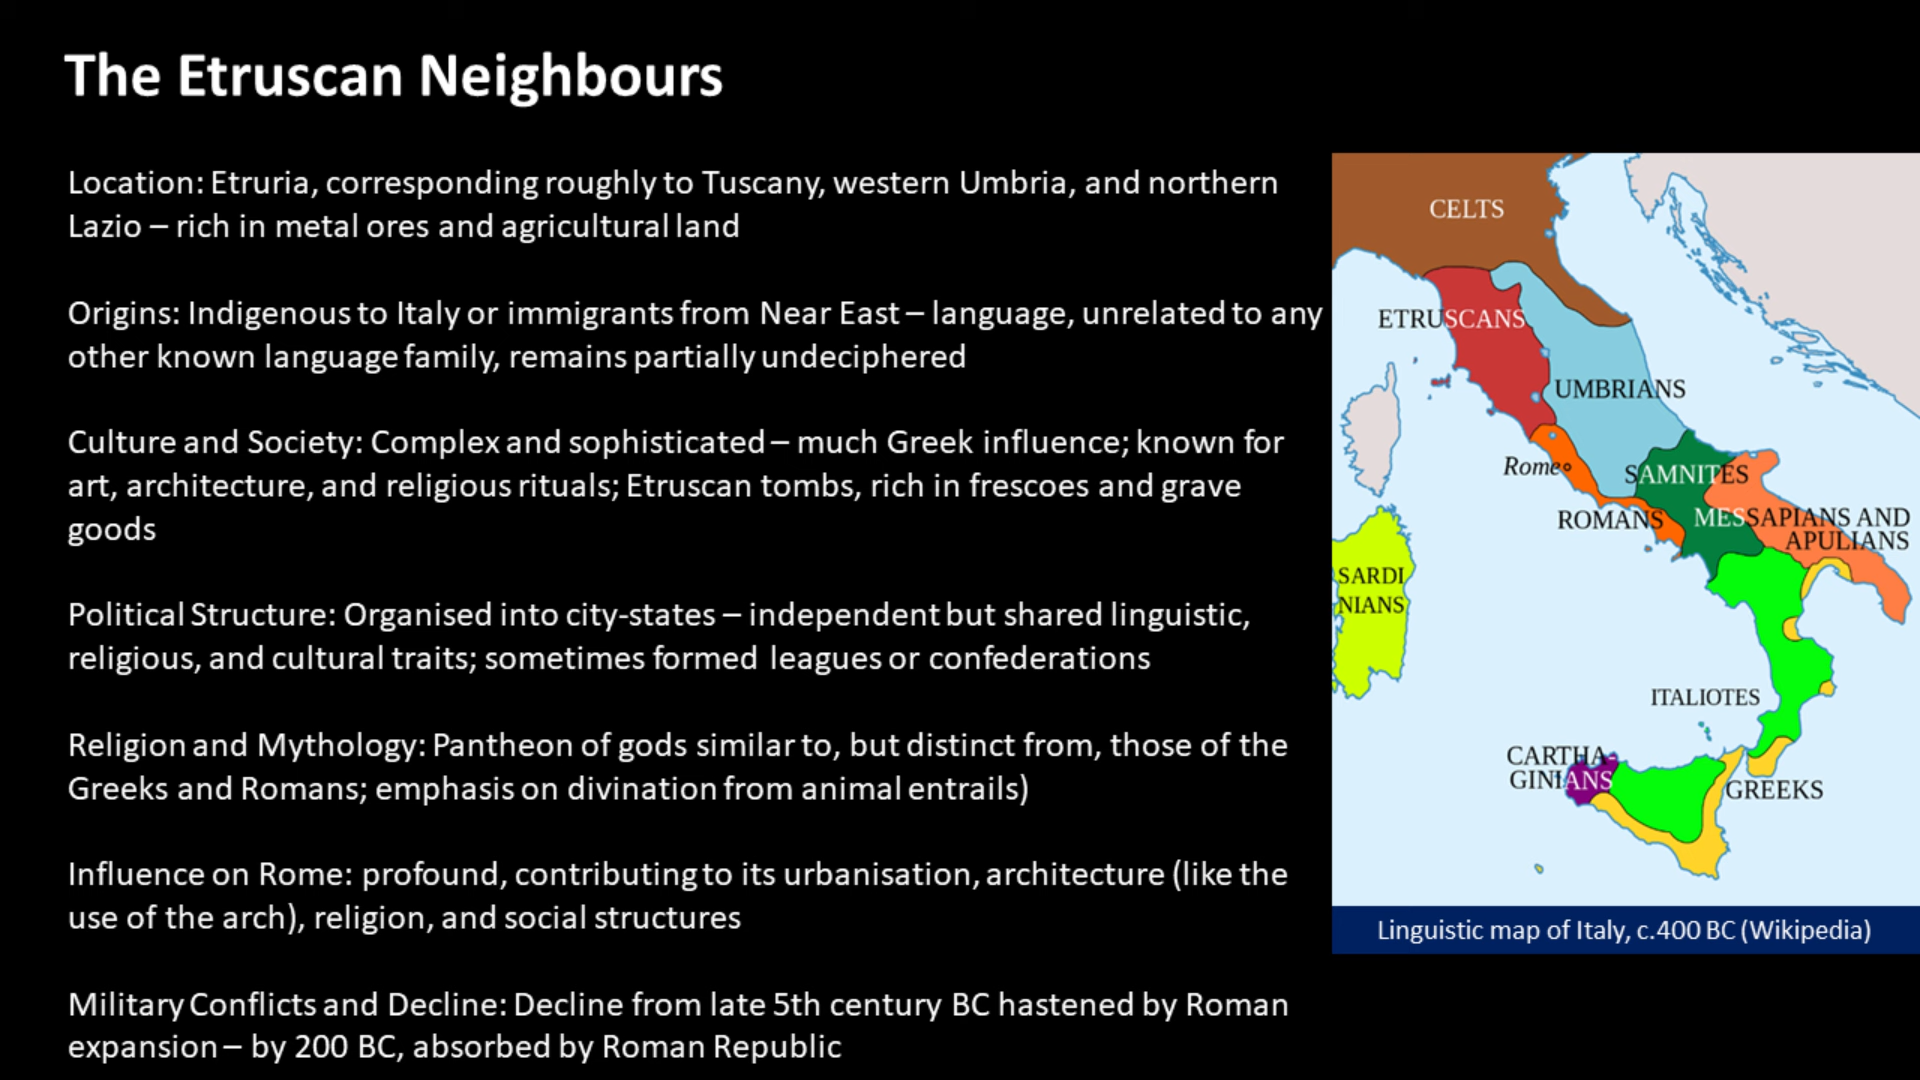 The Etruscan Neighbours
Location: Etruria, corresponding roughly to Tuscany, western Umbria, and northern
Lazio – rich in metal ores and agricultural land
Origins: Indigenous to Italy or immigrants from Near East – language, unrelated to any
other known language family, remains partially undeciphered
Culture and Society: Complex and sophisticated – much Greek influence; known for
art, architecture, and religious rituals; Etruscan tombs, rich in frescoes and grave
goods
Political Structure: Organised into city-states – independent but shared linguistic,
religious, and cultural traits; sometimes formed leagues or confederations
Religion and Mythology: Pantheon of gods similar to, but distinct from, those of the
Greeks and Romans; emphasis on divination from animal entrails)
Influence on Rome: profound, contributing to its urbanisation, architecture (like the
use of the arch), religion, and social structures
Military Conflicts and Decline: Decline from late 5th century BC hastened by Roman
expansion – by 200 BC, absorbed by Roman Republic
CELTS
ETRUSCANS
UMBRIANS
Rome
SAMNITES
ROMANS
MESSAPIANS AND
APULIANS
SARDI
NIANS
ITALIOTES
CARTHA-
GINIANS
GREEKS
Linguistic map of Italy, c.400 BC (Wikipedia)